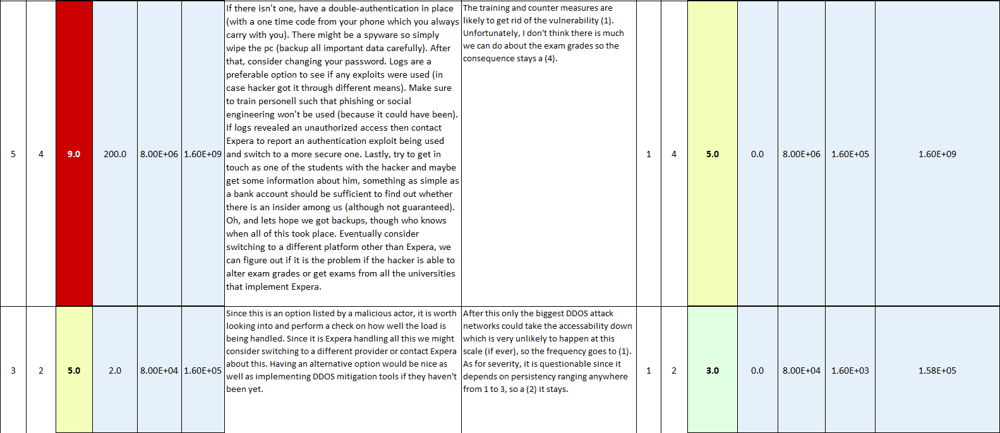 5
4
9.0
200.0
8.00E+06
1.60E+09
If there isn't one, have a double-authentication in place
(with a one time code from your phone which you always
carry with you). There might be a spyware so simply
wipe the pc (backup all important data carefully). After
that, consider changing your password. Logs are a
preferable option to see if any exploits were used (in
case hacker got it through different means). Make sure
to train personell such that phishing or social
engineering won't be used (because it could have been).
If logs revealed an unauthorized access then contact
Expera to report an authentication exploit being used
and switch to a more secure one. Lastly, try to get in
touch as one of the students with the hacker and maybe
get some information about him, something as simple as
a bank account should be sufficient to find out whether
there is an insider among us (although not guaranteed).
Oh, and lets hope we got backups, though who knows
when all of this took place. Eventually consider
switching to a different platform other than Expera, we
can figure out if it is the problem if the hacker is able to
alter exam grades or get exams from all the universities
that implement Expera.
The training and counter measures are
likely to get rid of the vulnerability (1).
Unfortunately, I don't think there is much
we can do about the exam grades so the
consequence stays a (4).
1
4
5.0
0.0
8.00E+06
1.60E+05
1.60E+09
3
2
5.0
2.0
8.00E+04
1.60E+05
Since this is an option listed by a malicious actor, it is worth
looking into and perform a check on how well the load is
being handled. Since it is Expera handling all this we might
consider switching to a different provider or contact Expera
about this. Having an alternative option would be nice as
well as implementing DDOS mitigation tools if they haven't
been yet.
After this only the biggest DDOS attack
networks could take the accessability down
which is very unlikely to happen at this
scale (if ever), so the frequency goes to (1).
As for severity, it is questionable since it
depends on persistency ranging anywhere
from 1 to 3, so a (2) it stays.
1
2
3.0
0.0
8.00E+04
1.60E+03
1.58E+05